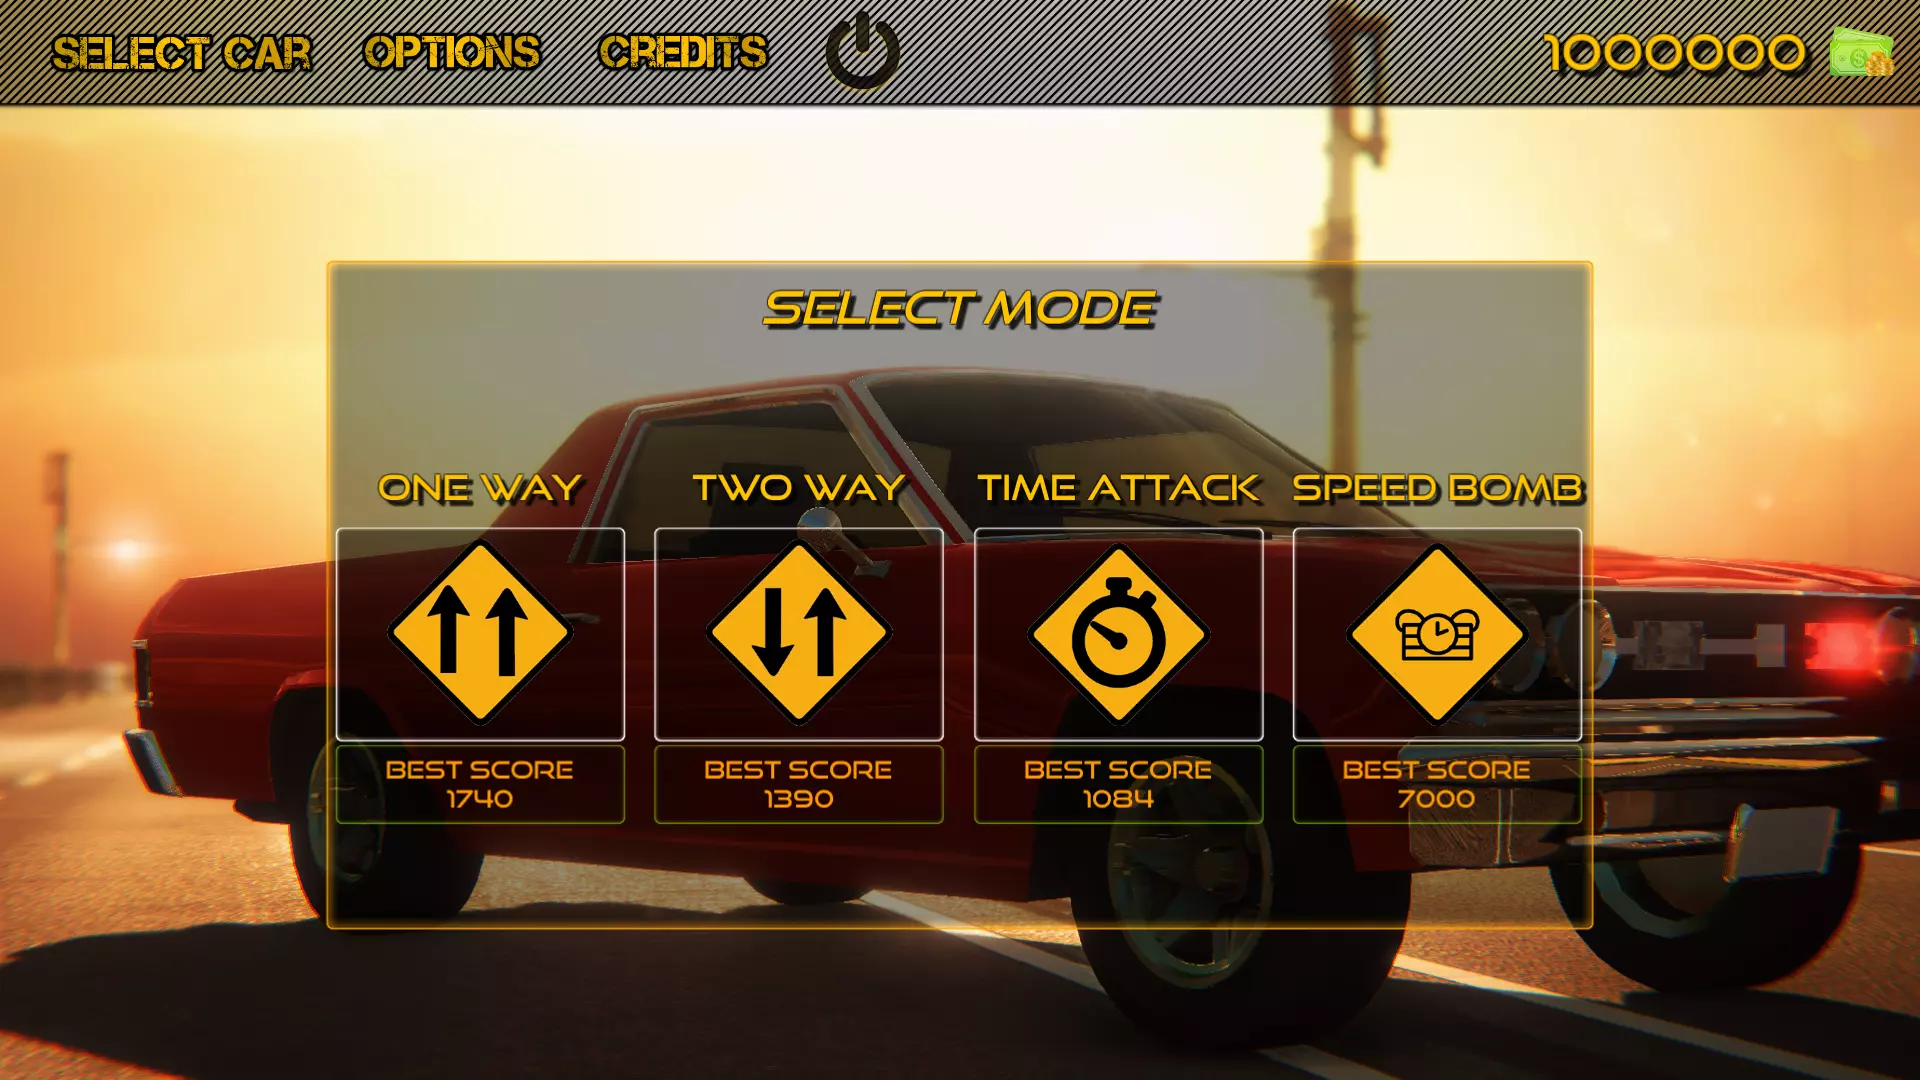 SELECT CAR OPTIONS CREDITS 1000000
SELECT MODE
ONE WAY TWO WAY TIME ATTACK SPEED BOMB
BEST SCORE BEST SCORE BEST SCORE BEST SCORE
1740 1390 1084 7000